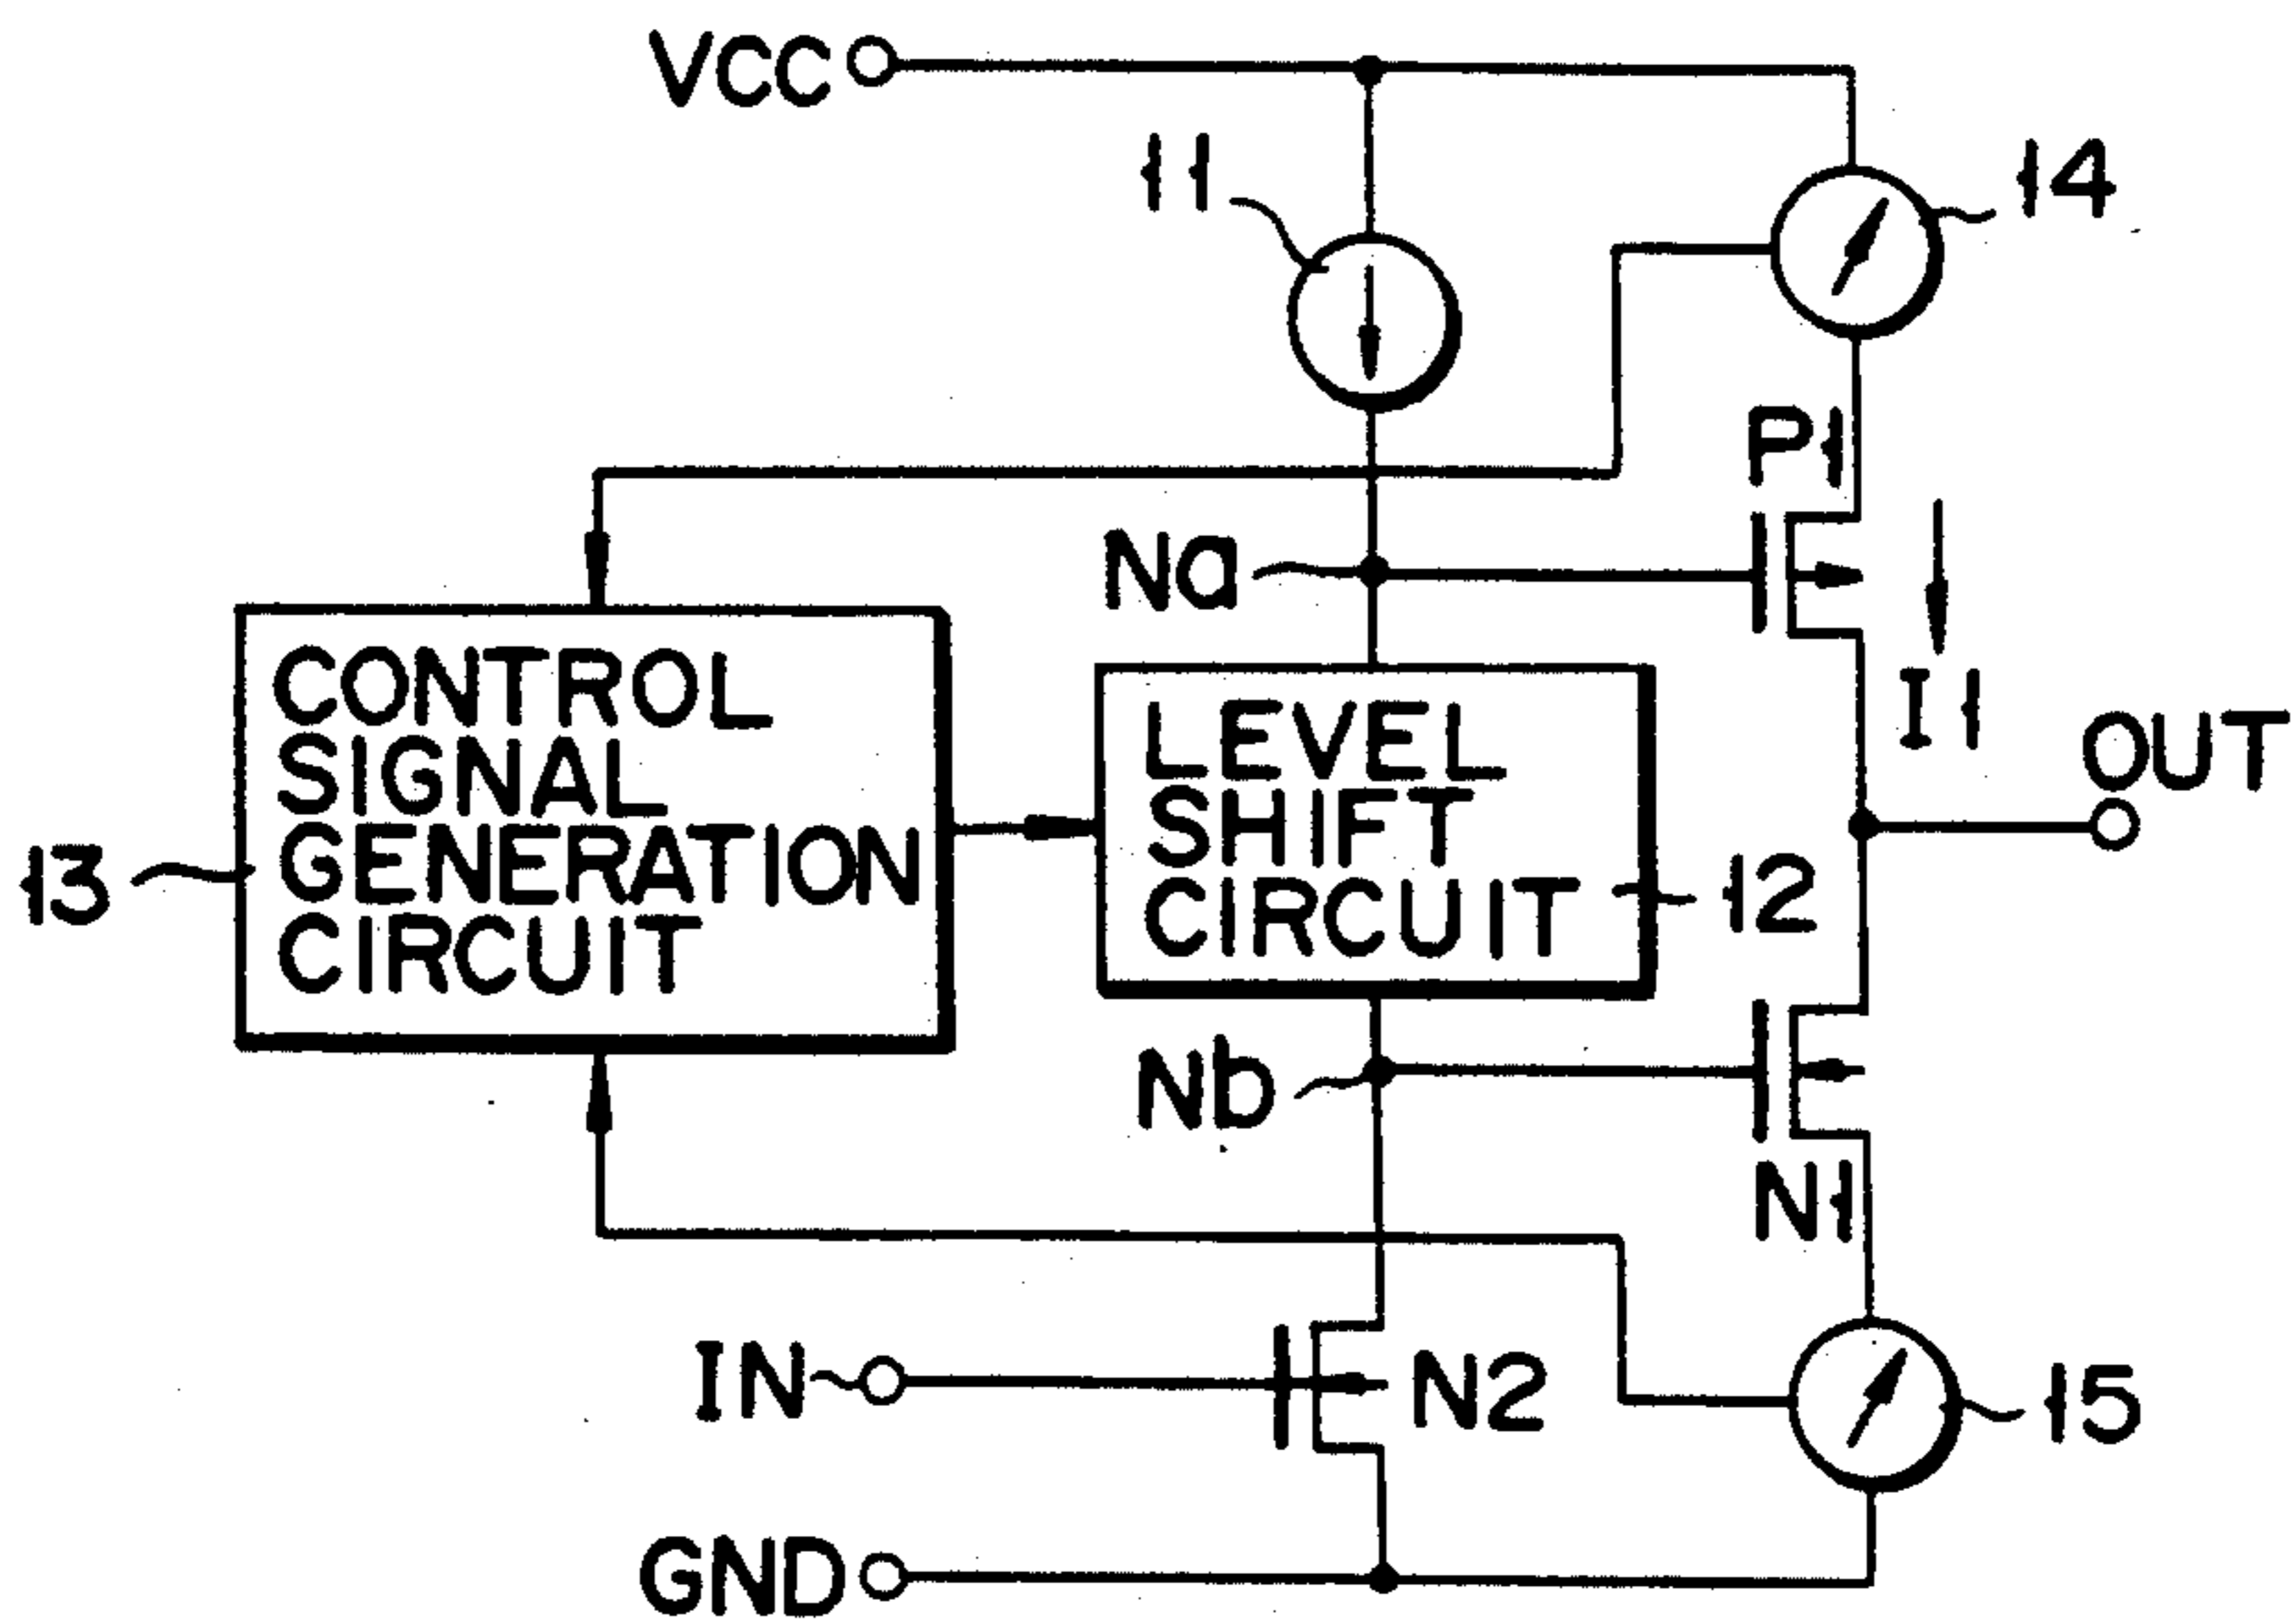 VCC
11
14
P1
Na
I1
OUT
CONTROL
SIGNAL
GENERATION
CIRCUIT
13
LEVEL
SHIFT
CIRCUIT
12
Nb
N1
IN
N2
15
GND